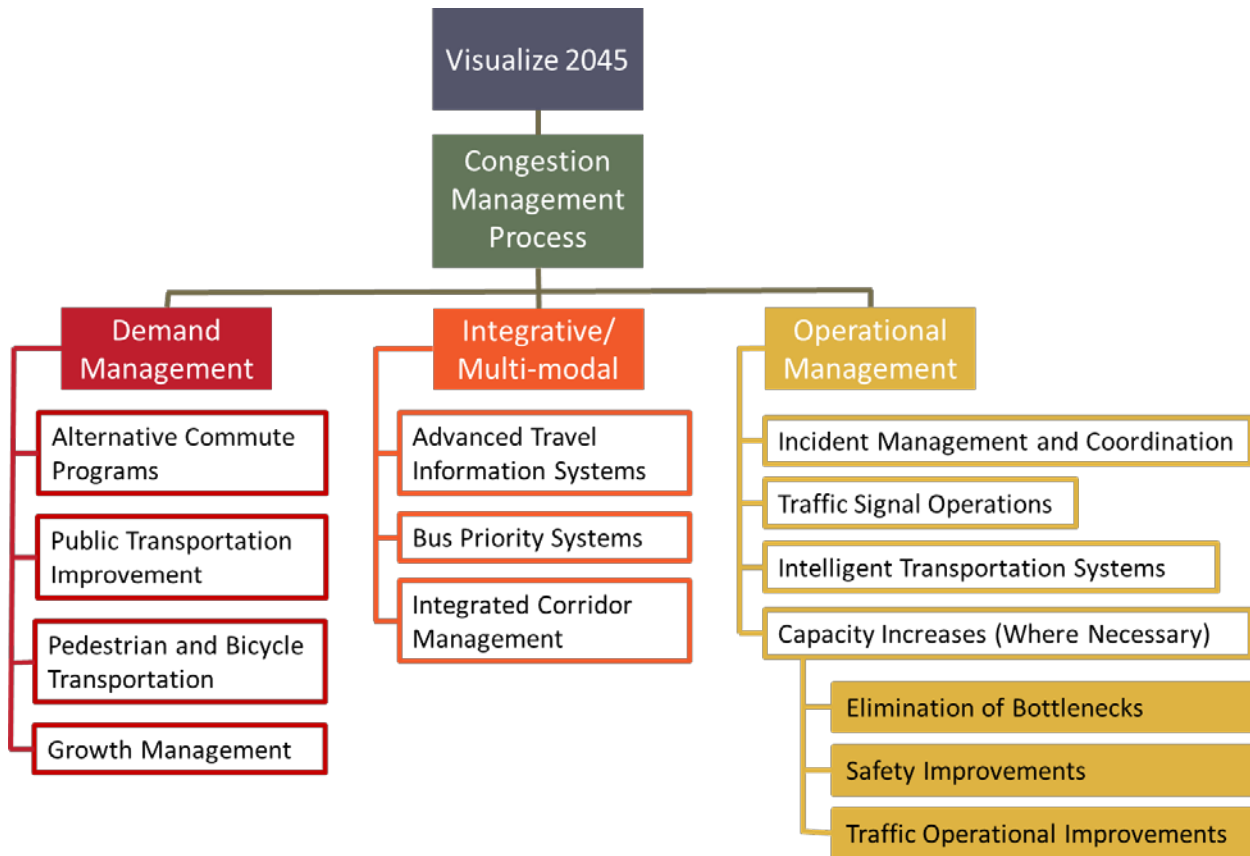 Visualize 2045
Congestion
Management
Process
Demand
Management
Alternative Commute
Programs
Public Transportation
Improvement
Pedestrian and Bicycle
Transportation
Growth Management
Integrative/
Multi-modal
Advanced Travel
Information Systems
Bus Priority Systems
Integrated Corridor
Management
Operational
Management
Incident Management and Coordination
Traffic Signal Operations
Intelligent Transportation Systems
Capacity Increases (Where Necessary)
Elimination of Bottlenecks
Safety Improvements
Traffic Operational Improvements